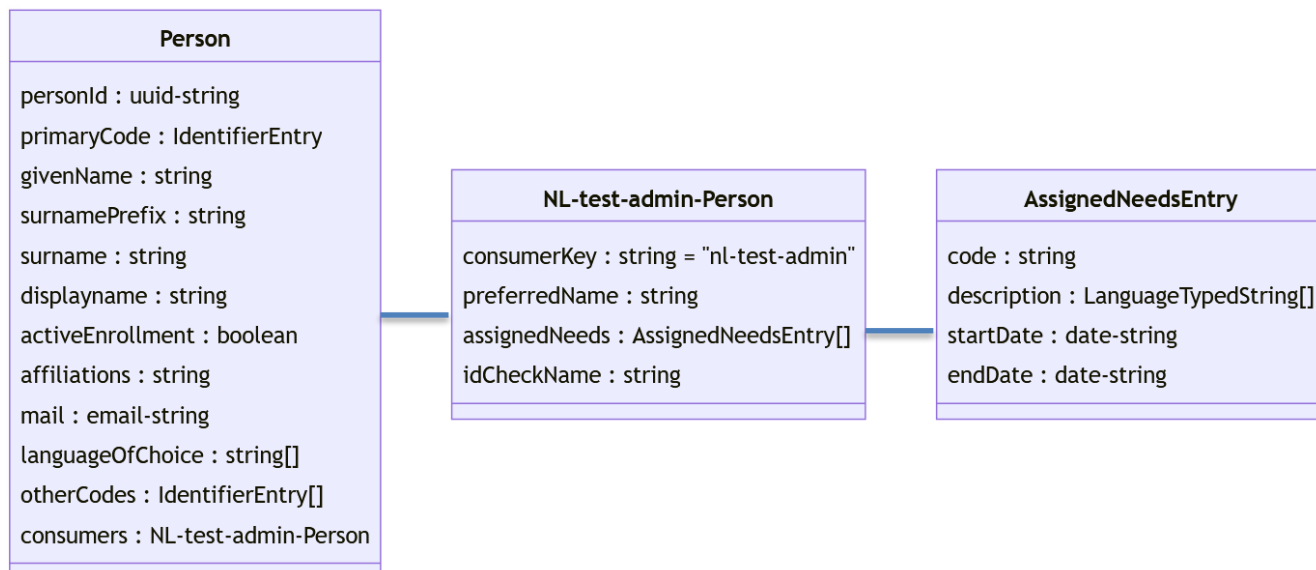 Person
personId : uuid-string
primaryCode : IdentifierEntry
givenName : string
surnamePrefix : string
surname : string
displayname : string
activeEnrollment : boolean
affiliations : string
mail : email-string
languageOfChoice : string[]
otherCodes : IdentifierEntry[]
consumers : NL-test-admin-Person
NL-test-admin-Person
consumerKey : string = "nl-test-admin"
preferredName : string
assignedNeeds : AssignedNeedsEntry[]
idCheckName : string
AssignedNeedsEntry
code : string
description : LanguageTypedString[]
startDate : date-string
endDate : date-string